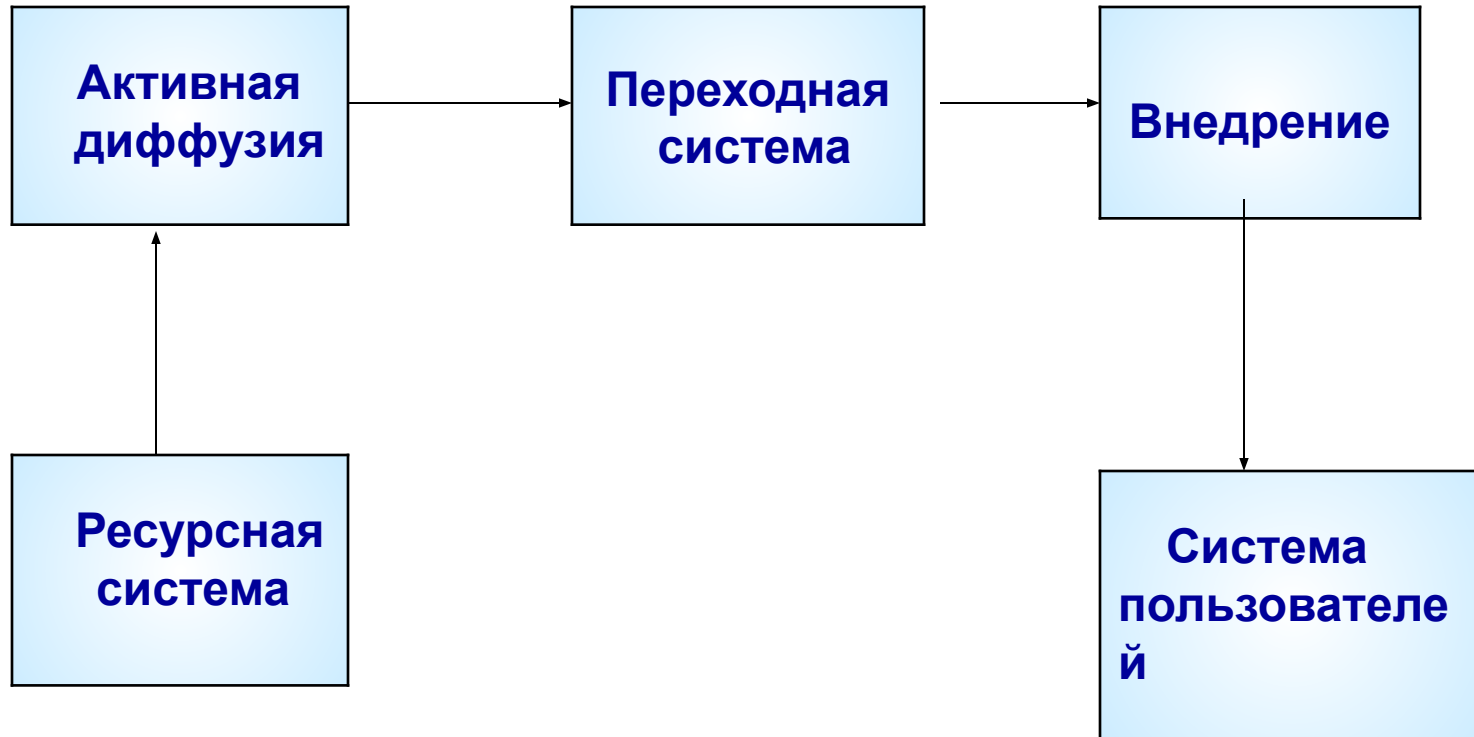 Активная
диффузия
Переходная
система
Внедрение
Ресурсная
система
Система
пользователе
й